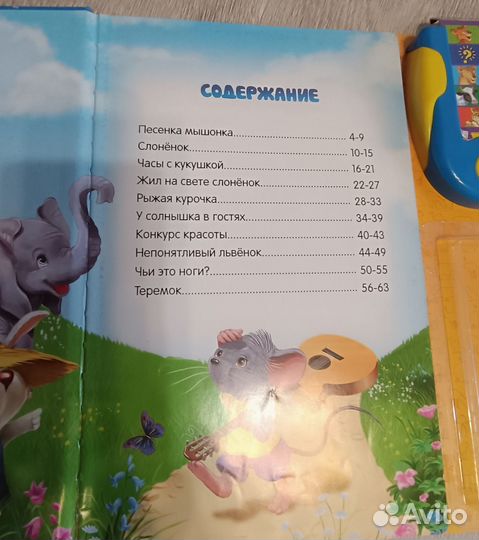 СОДЕРЖАНИЕ
Песенка мышонка........................ 4-9
Слонёнок........................ 10-15
Часы с кукушкой........................ 16-21
Жил на свете слонёнок........................ 22-27
Рыжая курочка........................ 28-33
У солнышка в гостях........................ 34-39
Конкурс красоты........................ 40-43
Непонятливый львёнок........................ 44-49
Чьи это ноги?........................ 50-55
Теремок........................ 56-63
?
Avito